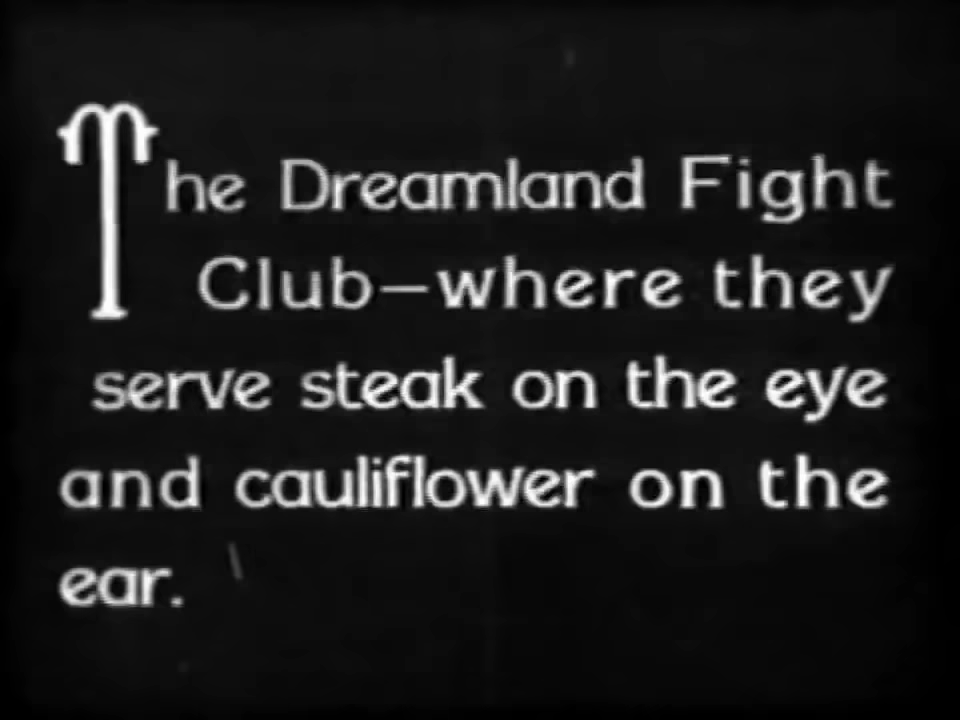 The Dreamland Fight
Club—where they
serve steak on the eye
and cauliflower on the
ear.